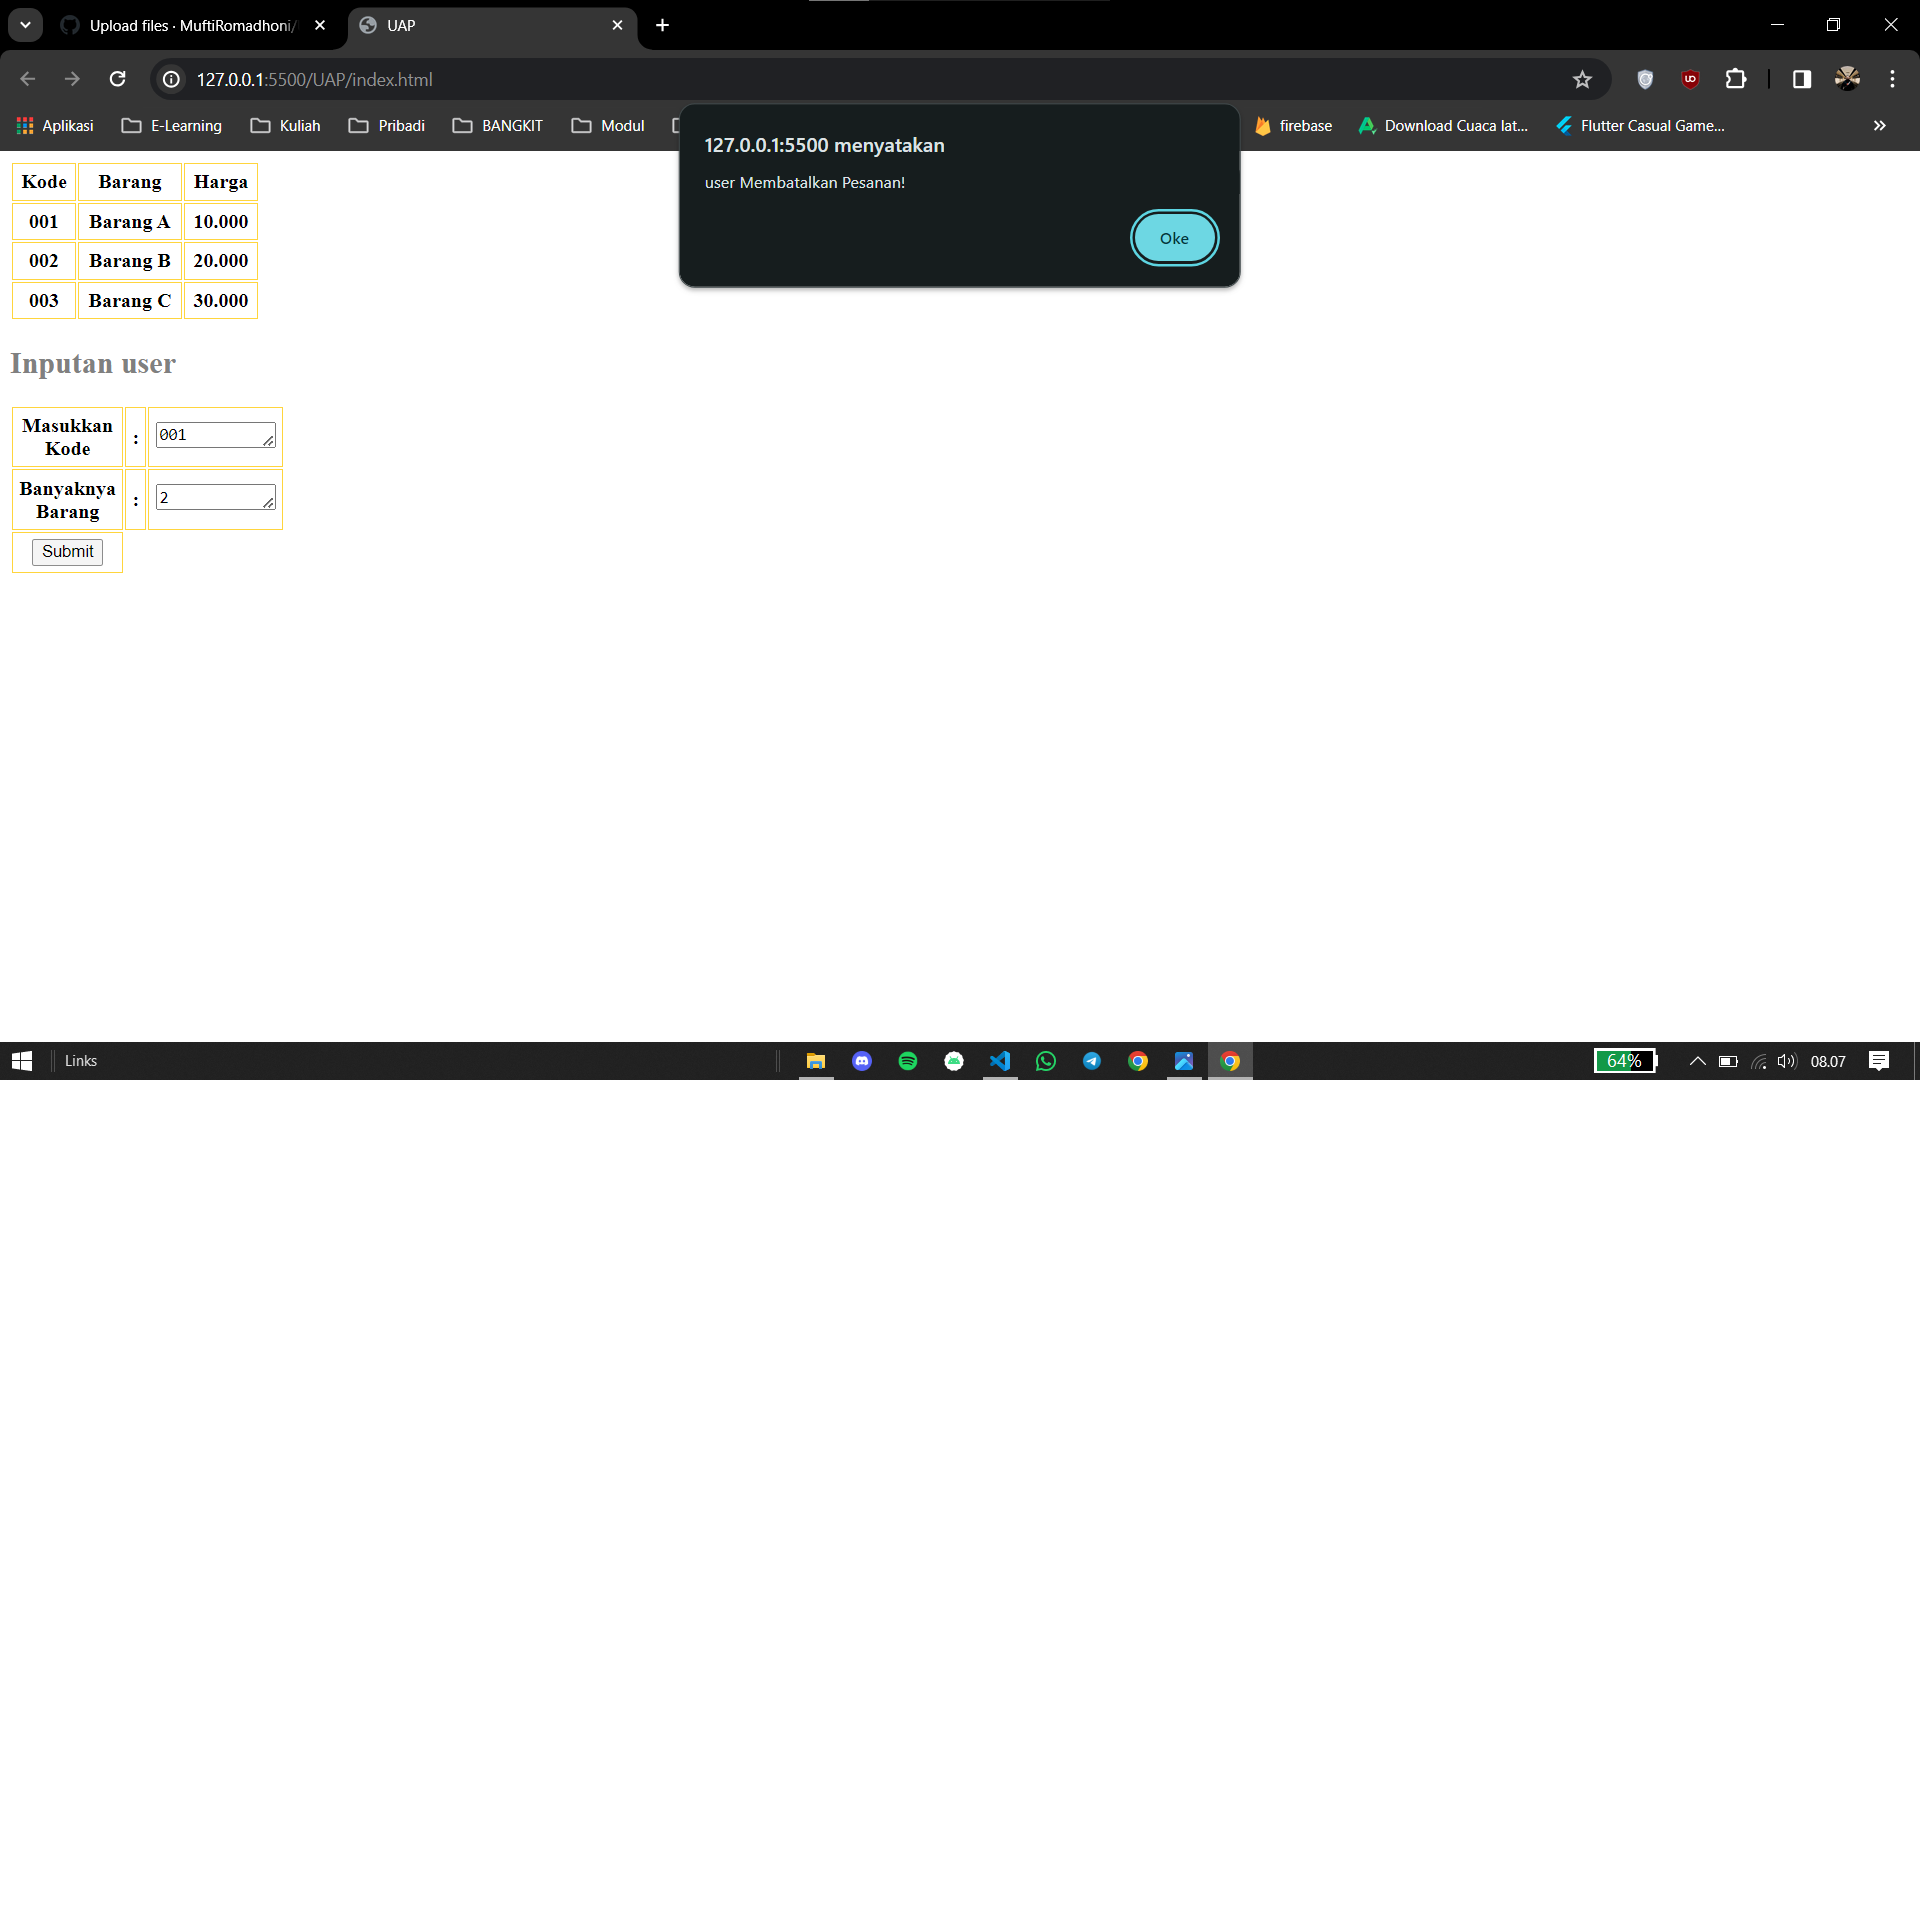 Upload files · MuftiRomadhoni/
UAP
127.0.0.1:5500/UAP/index.html
Aplikasi
E-Learning
Kuliah
Pribadi
BANGKIT
Modul
firebase
Download Cuaca lat...
Flutter Casual Game...
127.0.0.1:5500 menyatakan
user Membatalkan Pesanan!
Oke
Kode Barang Harga
001 Barang A 10.000
002 Barang B 20.000
003 Barang C 30.000
Inputan user
Masukkan
Kode : 001
Banyaknya
Barang : 2
Submit
Links
64%
08.07